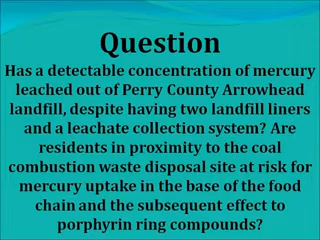 Question
Has a detectable concentration of mercury
leached out of Perry County Arrowhead
landfill, despite having two landfill liners
and a leachate collection system? Are
residents in proximity to the coal
combustion waste disposal site at risk for
mercury uptake in the base of the food
chain and the subsequent effect to
porphyrin ring compounds?